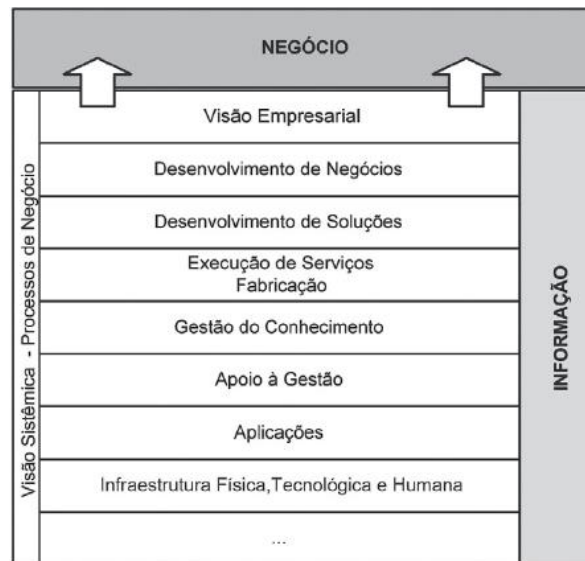 NEGÓCIO
Visão Sistêmica - Processos de Negócio
Visão Empresarial
Desenvolvimento de Negócios
Desenvolvimento de Soluções
Execução de Serviços
Fabricação
Gestão do Conhecimento
Apoio à Gestão
Aplicações
Infraestrutura Física,Tecnológica e Humana
...
INFORMAÇÃO